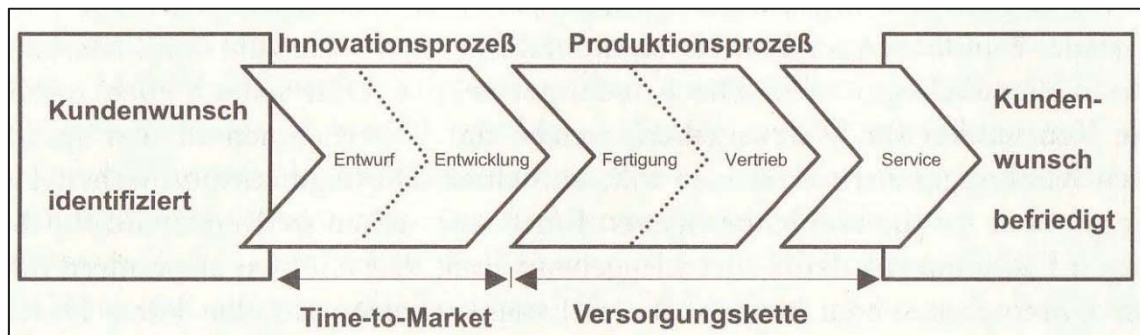 Innovationsprozeß
Produktionsprozeß
Kundenwunsch
identifiziert
Entwurf
Entwicklung
Fertigung
Vertrieb
Service
Kunden-
wunsch
befriedigt
Time-to-Market
Versorgungskette